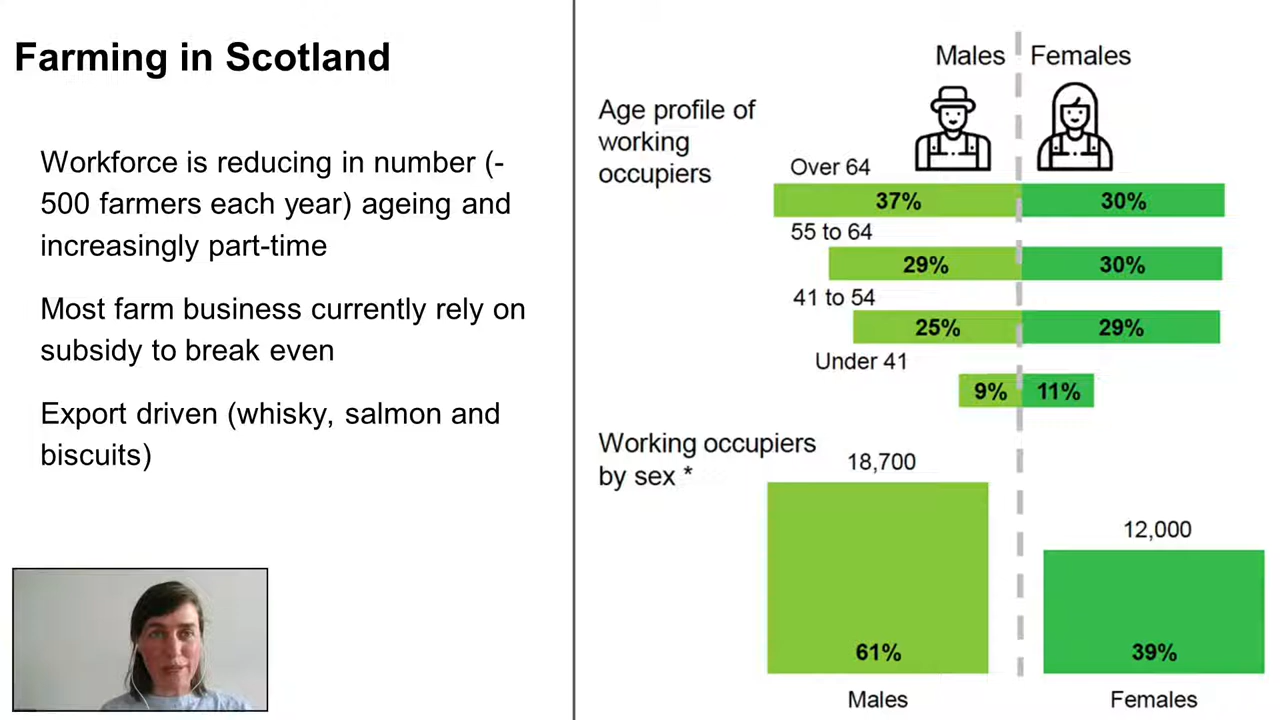 Farming in Scotland
Workforce is reducing in number (-
500 farmers each year) ageing and
increasingly part-time
Most farm business currently rely on
subsidy to break even
Export driven (whisky, salmon and
biscuits)
Males Females
Age profile of
working
occupiers
Over 64
37% 30%
55 to 64
29% 30%
41 to 54
25% 29%
Under 41
9% 11%
Working occupiers
by sex *
18,700
12,000
61% 39%
Males Females